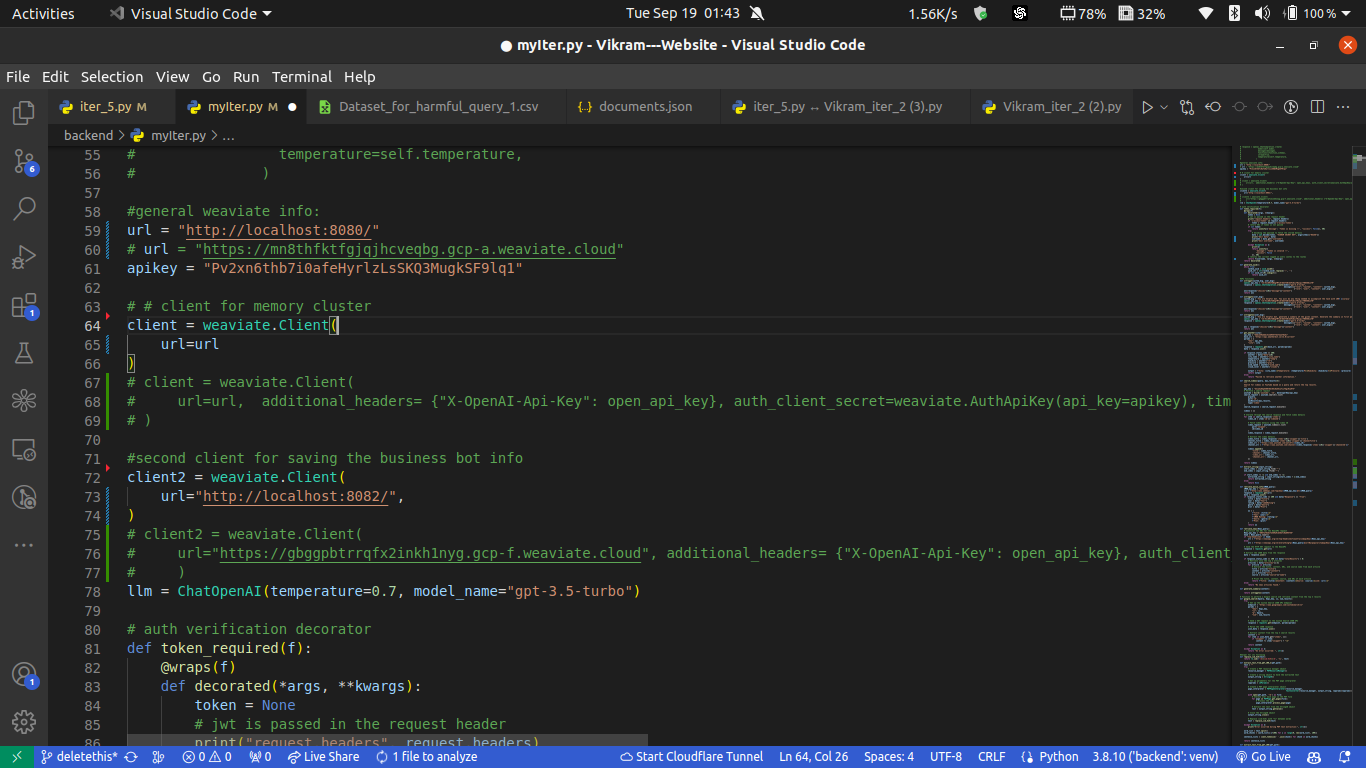 Activities
Visual Studio Code
Tue Sep 19 01:43
1.56K/s
78%
32%
100 %
● myIter.py - Vikram---Website - Visual Studio Code
File Edit Selection View Go Run Terminal Help
iter_5.py M
myIter.py M
Dataset_for_harmful_query_1.csv
documents.json
iter_5.py ↔ Vikram_iter_2 (3).py
Vikram_iter_2 (2).py
backend > myIter.py > ...
55 # temperature=self.temperature,
56 # )
57
58 #general weaviate info:
59 url = "http://localhost:8080/"
60 # url = "https://mn8thfktfgjqjhcveqbg.gcp-a.weaviate.cloud"
61 apikey = "Pv2xn6thb7i0afeHyrlzLsSKQ3MugkSF9lq1"
62
63 # # client for memory cluster
64 client = weaviate.Client(
65 url=url
66 )
67 # client = weaviate.Client(
68 # url=url, additional_headers= {"X-OpenAI-Api-Key": open_api_key}, auth_client_secret=weaviate.AuthApiKey(api_key=apikey), tim
69 # )
70
71 #second client for saving the business bot info
72 client2 = weaviate.Client(
73 url="http://localhost:8082/",
74 )
75 # client2 = weaviate.Client(
76 # url="https://gbggpbtrrqfx2inkh1nyg.gcp-f.weaviate.cloud", additional_headers= {"X-OpenAI-Api-Key": open_api_key}, auth_client
77 # )
78 llm = ChatOpenAI(temperature=0.7, model_name="gpt-3.5-turbo")
79
80 # auth verification decorator
81 def token_required(f):
82 @wraps(f)
83 def decorated(*args, **kwargs):
84 token = None
85 # jwt is passed in the request header
86 print("request headers", request.headers)
6
1
1
deletethis*
0 0
0
Live Share
1 file to analyze
Start Cloudflare Tunnel
Ln 64, Col 26
Spaces: 4
UTF-8
CRLF
Python
3.8.10 ('backend': venv)
Go Live